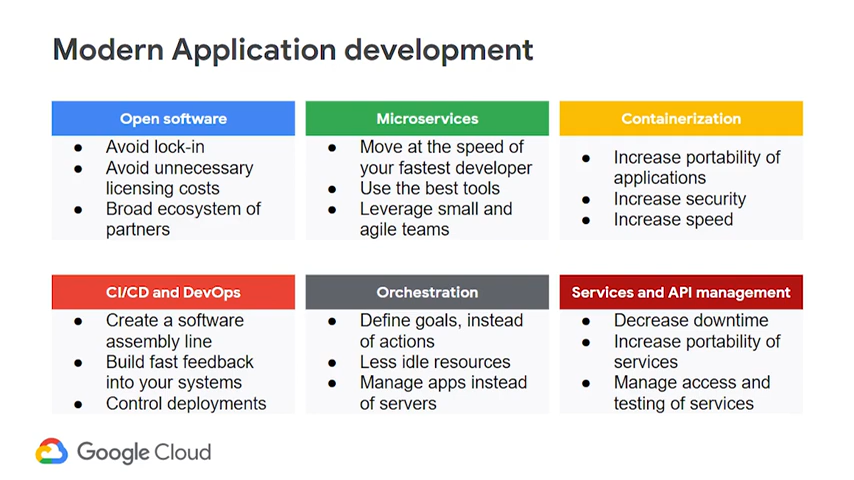 Modern Application development
Open software
Avoid lock-in
Avoid unnecessary
licensing costs
Broad ecosystem of
partners
Microservices
Move at the speed of
your fastest developer
Use the best tools
Leverage small and
agile teams
Containerization
Increase portability of
applications
Increase security
Increase speed
CI/CD and DevOps
Create a software
assembly line
Build fast feedback
into your systems
Control deployments
Orchestration
Define goals, instead
of actions
Less idle resources
Manage apps instead
of servers
Services and API management
Decrease downtime
Increase portability of
services
Manage access and
testing of services
Google Cloud